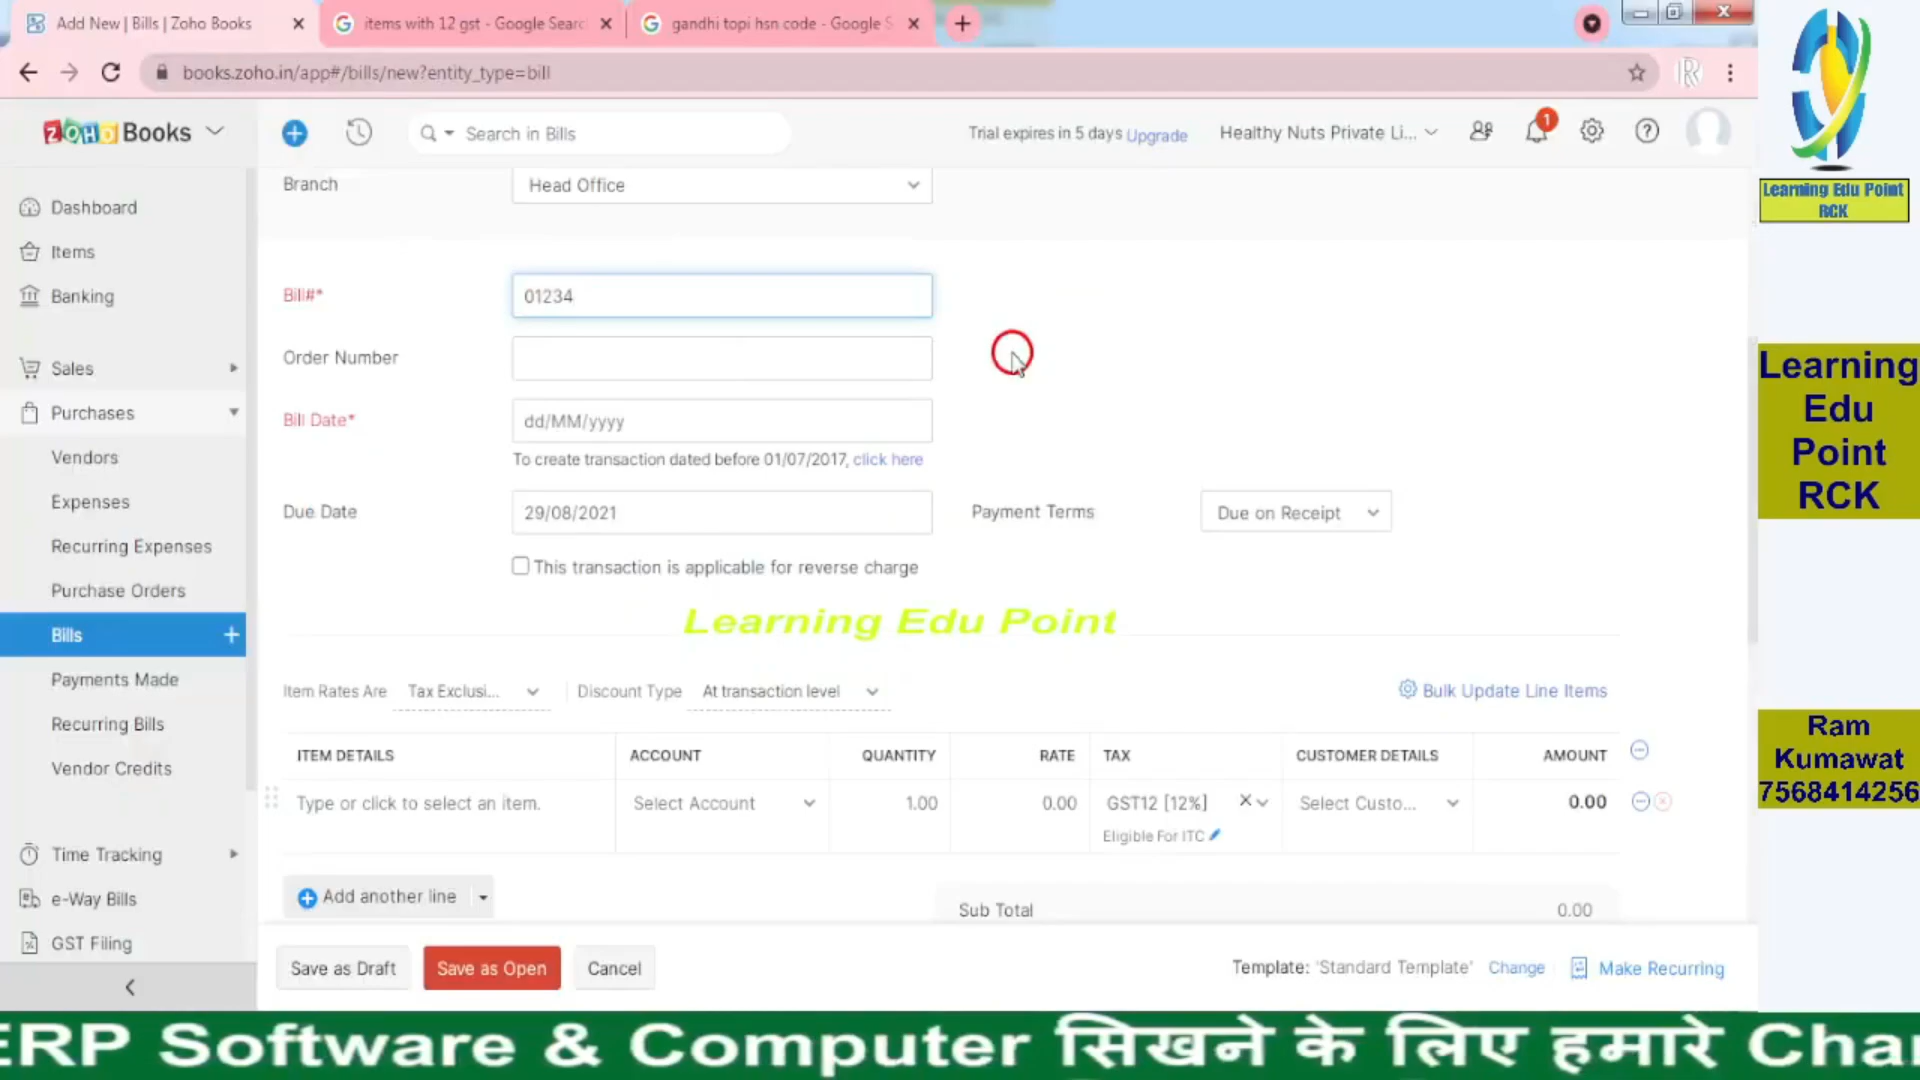 Add New | Bills | Zoho Books
items with 12 gst - Google Searc
gandhi topi hsn code - Google S
books.zoho.in/app#/bills/new?entity_type=bill
ZOHO Books
Search in Bills
Trial expires in 5 days Upgrade
Healthy Nuts Private Li...
1
Learning Edu Point
RCK
Dashboard
Items
Banking
Sales
Purchases
Vendors
Expenses
Recurring Expenses
Purchase Orders
Bills
Payments Made
Recurring Bills
Vendor Credits
Time Tracking
e-Way Bills
GST Filing
Branch
Head Office
Bill#*
01234
Order Number
Bill Date*
dd/MM/yyyy
To create transaction dated before 01/07/2017, click here
Due Date
29/08/2021
Payment Terms
Due on Receipt
This transaction is applicable for reverse charge
Learning Edu Point
Item Rates Are
Tax Exclusi...
Discount Type
At transaction level
Bulk Update Line Items
ITEM DETAILS
ACCOUNT
QUANTITY
RATE
TAX
CUSTOMER DETAILS
AMOUNT
Type or click to select an item.
Select Account
1.00
0.00
GST12 [12%]
Select Custo...
0.00
Eligible For ITC
Add another line
Sub Total
0.00
Save as Draft
Save as Open
Cancel
Template: 'Standard Template'
Change
Make Recurring
Learning
Edu
Point
RCK
Ram
Kumawat
7568414256
ERP Software & Computer सिखने के लिए हमारे Cha